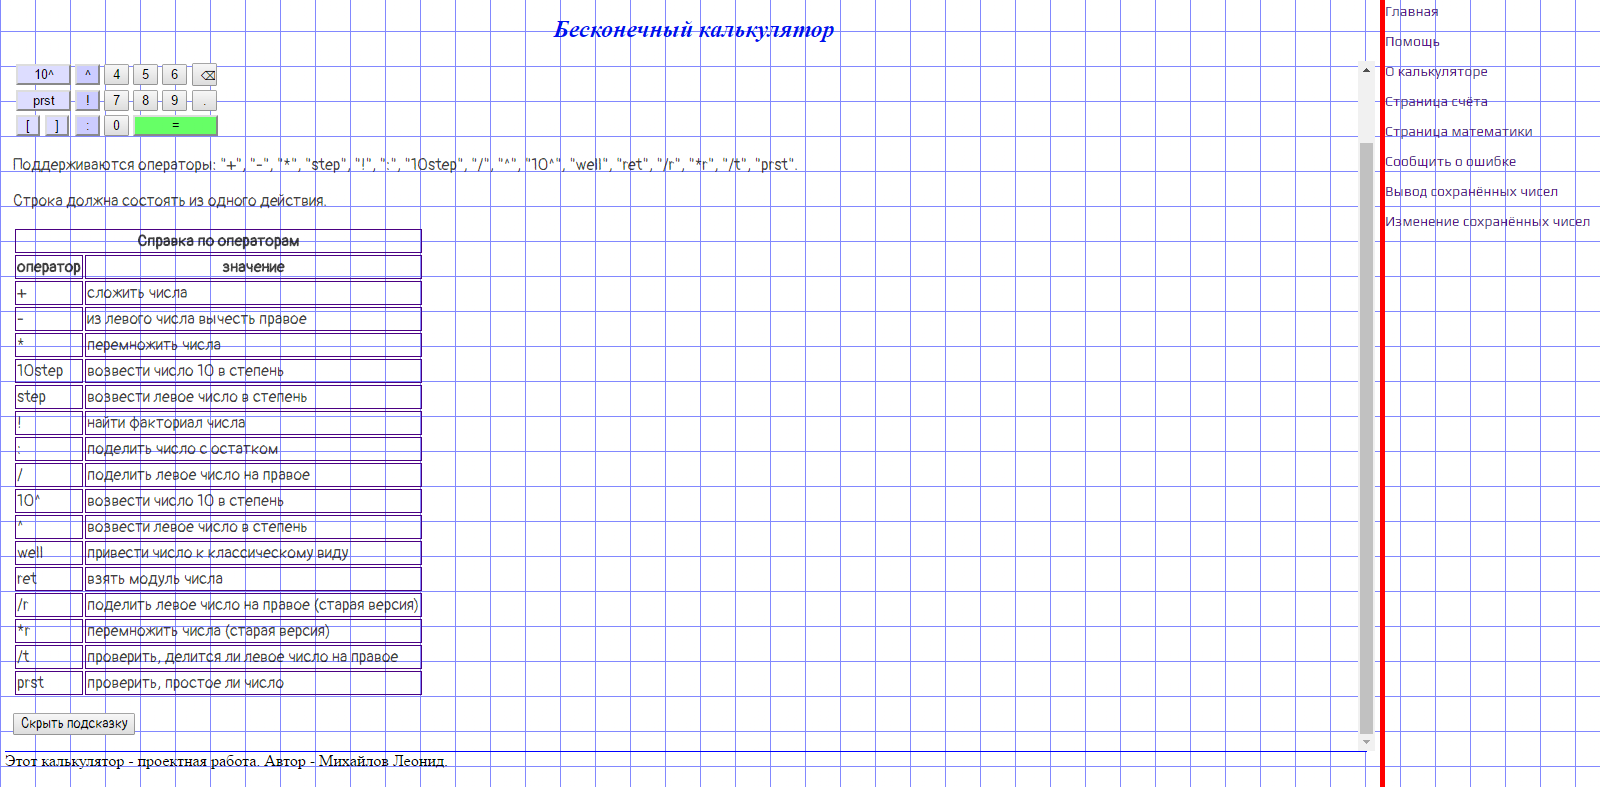 Бесконечный калькулятор
10^ ^ 4 5 6 ⌫
prst ! 7 8 9 .
[ ] : 0 =
Поддерживаются операторы: "+", "-", "*", "step", "!", ":", "10step", "/", "^", "10^", "well", "ret", "/r", "*r", "/t", "prst".
Строка должна состоять из одного действия.
Справка по операторам
оператор значение
+ сложить числа
- из левого числа вычесть правое
* перемножить числа
10step возвести число 10 в степень
step возвести левое число в степень
! найти факториал числа
: поделить число с остатком
/ поделить левое число на правое
10^ возвести число 10 в степень
^ возвести левое число в степень
well привести число к классическому виду
ret взять модуль числа
/r поделить левое число на правое (старая версия)
*r перемножить числа (старая версия)
/t проверить, делится ли левое число на правое
prst проверить, простое ли число
Скрыть подсказку
Этот калькулятор - проектная работа. Автор - Михайлов Леонид.
Главная
Помощь
О калькуляторе
Страница счёта
Страница математики
Сообщить о ошибке
Вывод сохранённых чисел
Изменение сохранённых чисел